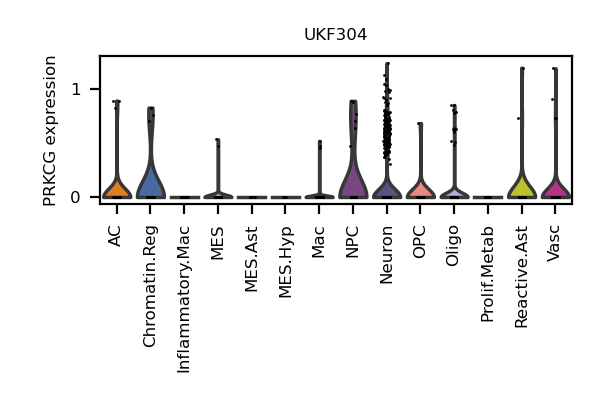 UKF304
PRKCG expression
1
0
AC
Chromatin.Reg
Inflammatory.Mac
MES
MES.Ast
MES.Hyp
Mac
NPC
Neuron
OPC
Oligo
Prolif.Metab
Reactive.Ast
Vasc